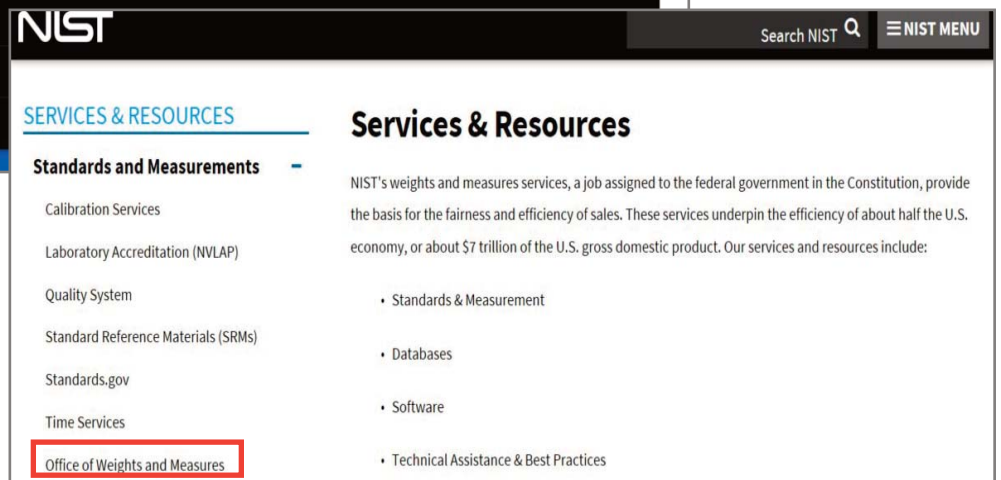 NIST
Search NIST
NIST MENU
SERVICES & RESOURCES
Standards and Measurements
Calibration Services
Laboratory Accreditation (NVLAP)
Quality System
Standard Reference Materials (SRMs)
Standards.gov
Time Services
Office of Weights and Measures
Services & Resources
NIST's weights and measures services, a job assigned to the federal government in the Constitution, provide
the basis for the fairness and efficiency of sales. These services underpin the efficiency of about half the U.S.
economy, or about $7 trillion of the U.S. gross domestic product. Our services and resources include:
• Standards & Measurement
• Databases
• Software
• Technical Assistance & Best Practices